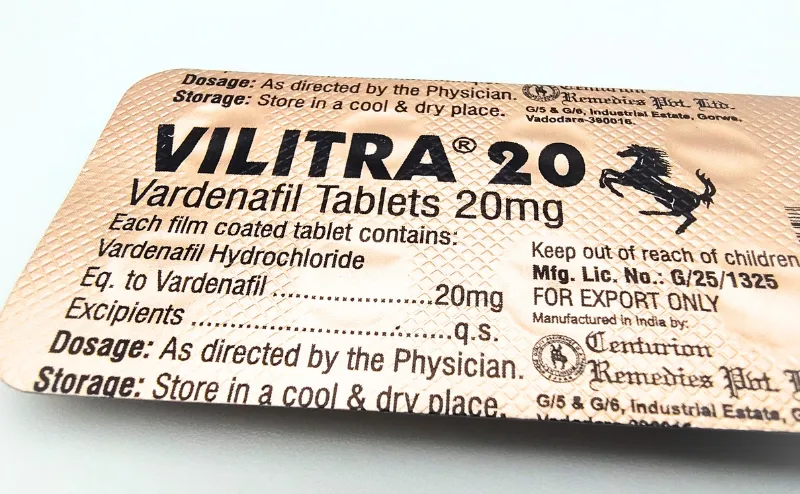 Dosage: As directed by the Physician.
Storage: Store in a cool & dry place.
Centurion
Remedies Pvt. Ltd.
G/5 & G/6, Industrial Estate, Gorwa,
Vadodara-390016.
VILITRA® 20
Vardenafil Tablets 20mg
Each film coated tablet contains:
Vardenafil Hydrochloride
Eq. to Vardenafil ......................20mg
Excipients ...................................q.s.
Dosage: As directed by the Physician.
Storage: Store in a cool & dry place.
Keep out of reach of children
Mfg. Lic. No.: G/25/1325
FOR EXPORT ONLY
Manufactured in India by:
Centurion
Remedies Pvt. L
G/5 & G/6, Industrial Estate, G
Vadodara-390016